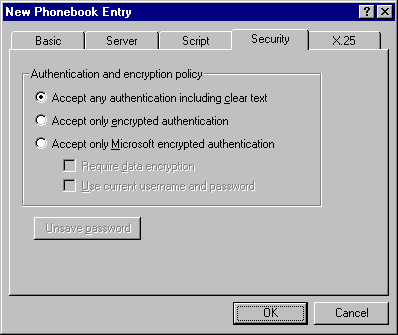 New Phonebook Entry
Basic Server Script Security X.25
Authentication and encryption policy
Accept any authentication including clear text
Accept only encrypted authentication
Accept only Microsoft encrypted authentication
Require data encryption
Use current username and password
Unsave password
OK Cancel